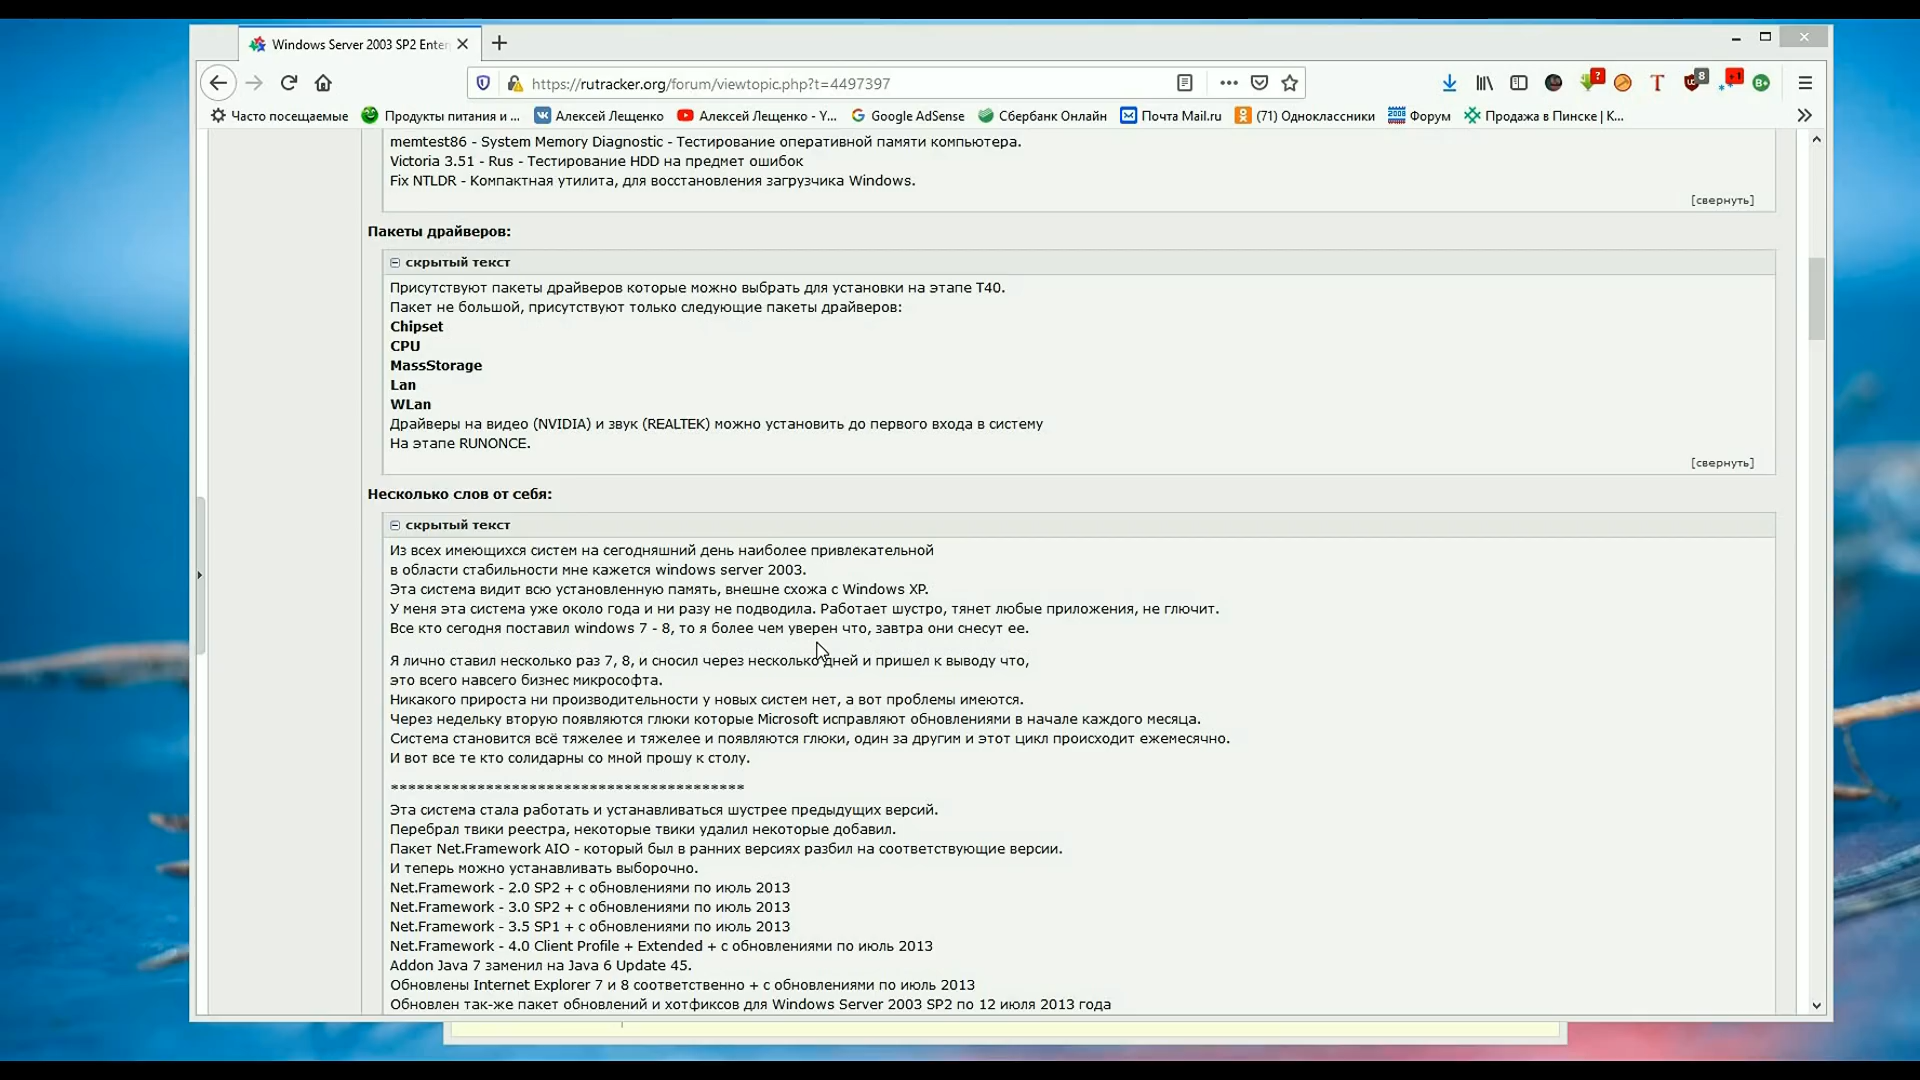 Windows Server 2003 SP2 Enter
https://rutracker.org/forum/viewtopic.php?t=4497397
8
Часто посещаемые
Продукты питания и ...
Алексей Лещенко
Алексей Лещенко - Y...
Google AdSense
Сбербанк Онлайн
Почта Mail.ru
(71) Одноклассники
Форум
Продажа в Пинске | К...
memtest86 - System Memory Diagnostic - Тестирование оперативной памяти компьютера.
Victoria 3.51 - Rus - Тестирование HDD на предмет ошибок
Fix NTLDR - Компактная утилита, для восстановления загрузчика Windows.
[свернуть]
Пакеты драйверов:
скрытый текст
Присутствуют пакеты драйверов которые можно выбрать для установки на этапе T40.
Пакет не большой, присутствуют только следующие пакеты драйверов:
Chipset
CPU
MassStorage
Lan
WLan
Драйверы на видео (NVIDIA) и звук (REALTEK) можно установить до первого входа в систему
На этапе RUNONCE.
[свернуть]
Несколько слов от себя:
скрытый текст
Из всех имеющихся систем на сегодняшний день наиболее привлекательной
в области стабильности мне кажется windows server 2003.
Эта система видит всю установленную память, внешне схожа с Windows XP.
У меня эта система уже около года и ни разу не подводила. Работает шустро, тянет любые приложения, не глючит.
Все кто сегодня поставил windows 7 - 8, то я более чем уверен что, завтра они снесут ее.
Я лично ставил несколько раз 7, 8, и сносил через несколько дней и пришел к выводу что,
это всего навсего бизнес микрософта.
Никакого прироста ни производительности у новых систем нет, а вот проблемы имеются.
Через недельку вторую появляются глюки которые Microsoft исправляют обновлениями в начале каждого месяца.
Система становится всё тяжелее и тяжелее и появляются глюки, один за другим и этот цикл происходит ежемесячно.
И вот все те кто солидарны со мной прошу к столу.
*****************************************
Эта система стала работать и устанавливаться шустрее предыдущих версий.
Перебрал твики реестра, некоторые твики удалил некоторые добавил.
Пакет Net.Framework AIO - который был в ранних версиях разбил на соответствующие версии.
И теперь можно устанавливать выборочно.
Net.Framework - 2.0 SP2 + с обновлениями по июль 2013
Net.Framework - 3.0 SP2 + с обновлениями по июль 2013
Net.Framework - 3.5 SP1 + с обновлениями по июль 2013
Net.Framework - 4.0 Client Profile + Extended + с обновлениями по июль 2013
Addon Java 7 заменил на Java 6 Update 45.
Обновлены Internet Explorer 7 и 8 соответственно + с обновлениями по июль 2013
Обновлен так-же пакет обновлений и хотфиксов для Windows Server 2003 SP2 по 12 июля 2013 года